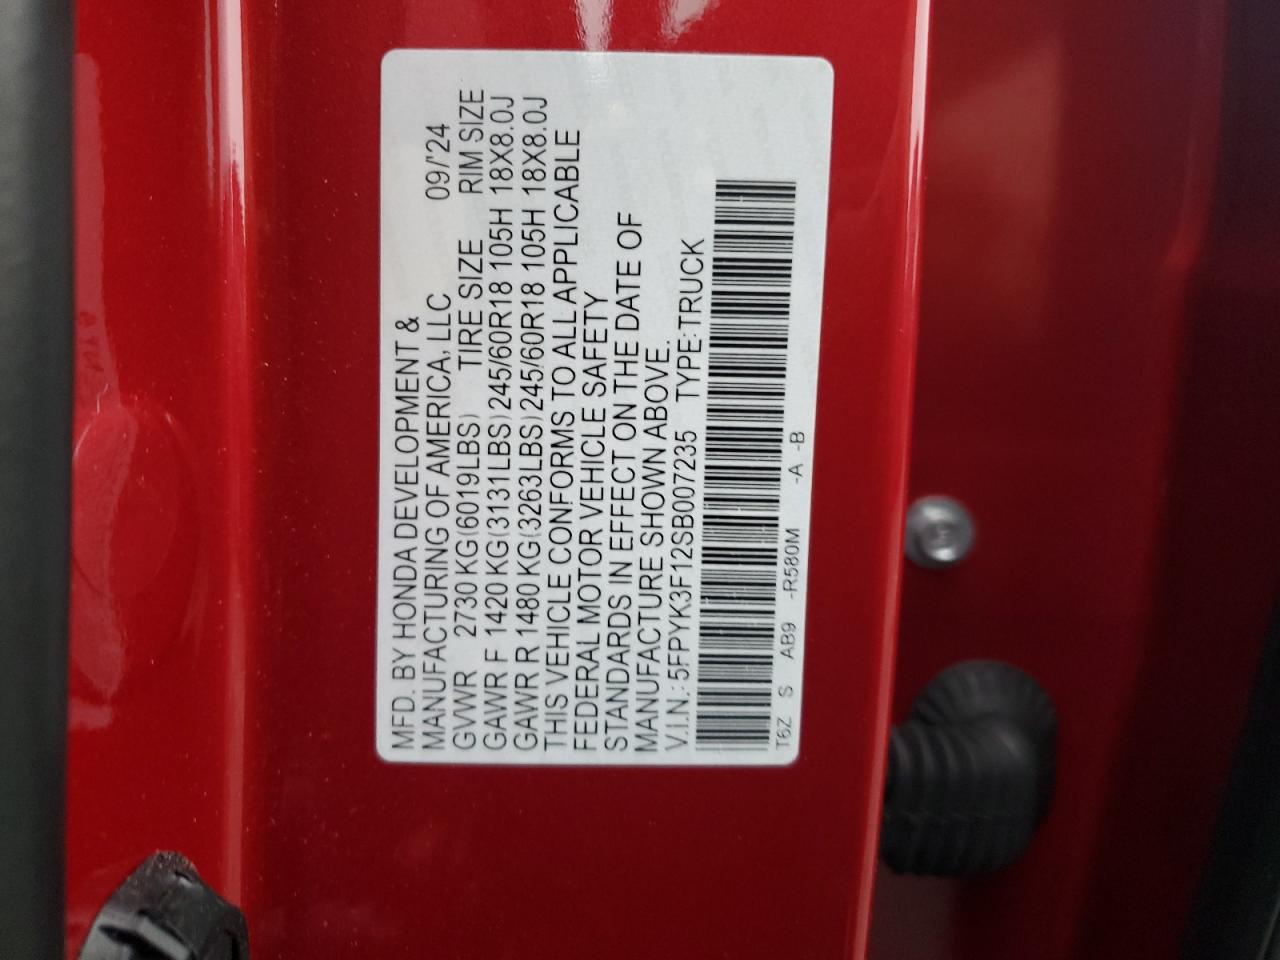 MFD. BY HONDA DEVELOPMENT &
MANUFACTURING OF AMERICA, LLC 09/'24
GVWR 2730 KG(6019LBS) TIRE SIZE RIM SIZE
GAWR F 1420 KG(3131LBS) 245/60R18 105H 18X8.0J
GAWR R 1480 KG(3263LBS) 245/60R18 105H 18X8.0J
THIS VEHICLE CONFORMS TO ALL APPLICABLE
FEDERAL MOTOR VEHICLE SAFETY
STANDARDS IN EFFECT ON THE DATE OF
MANUFACTURE SHOWN ABOVE.
V.I.N.: 5FPYK3F12SB007235 TYPE:TRUCK
T6Z S AB9 -R580M -A -B